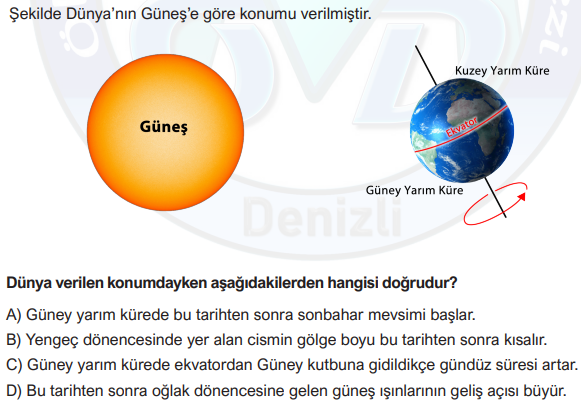 Şekilde Dünya'nın Güneş'e göre konumu verilmiştir.
Kuzey Yarım Küre
Güneş
Ekvator
Güney Yarım Küre
Denizli
Dünya verilen konumdayken aşağıdakilerden hangisi doğrudur?
A) Güney yarım kürede bu tarihten sonra sonbahar mevsimi başlar.
B) Yengeç dönencesinde yer alan cismin gölge boyu bu tarihten sonra kısalır.
C) Güney yarım kürede ekvatordan Güney kutbuna gidildikçe gündüz süresi artar.
D) Bu tarihten sonra oğlak dönencesine gelen güneş ışınlarının geliş açısı büyür.